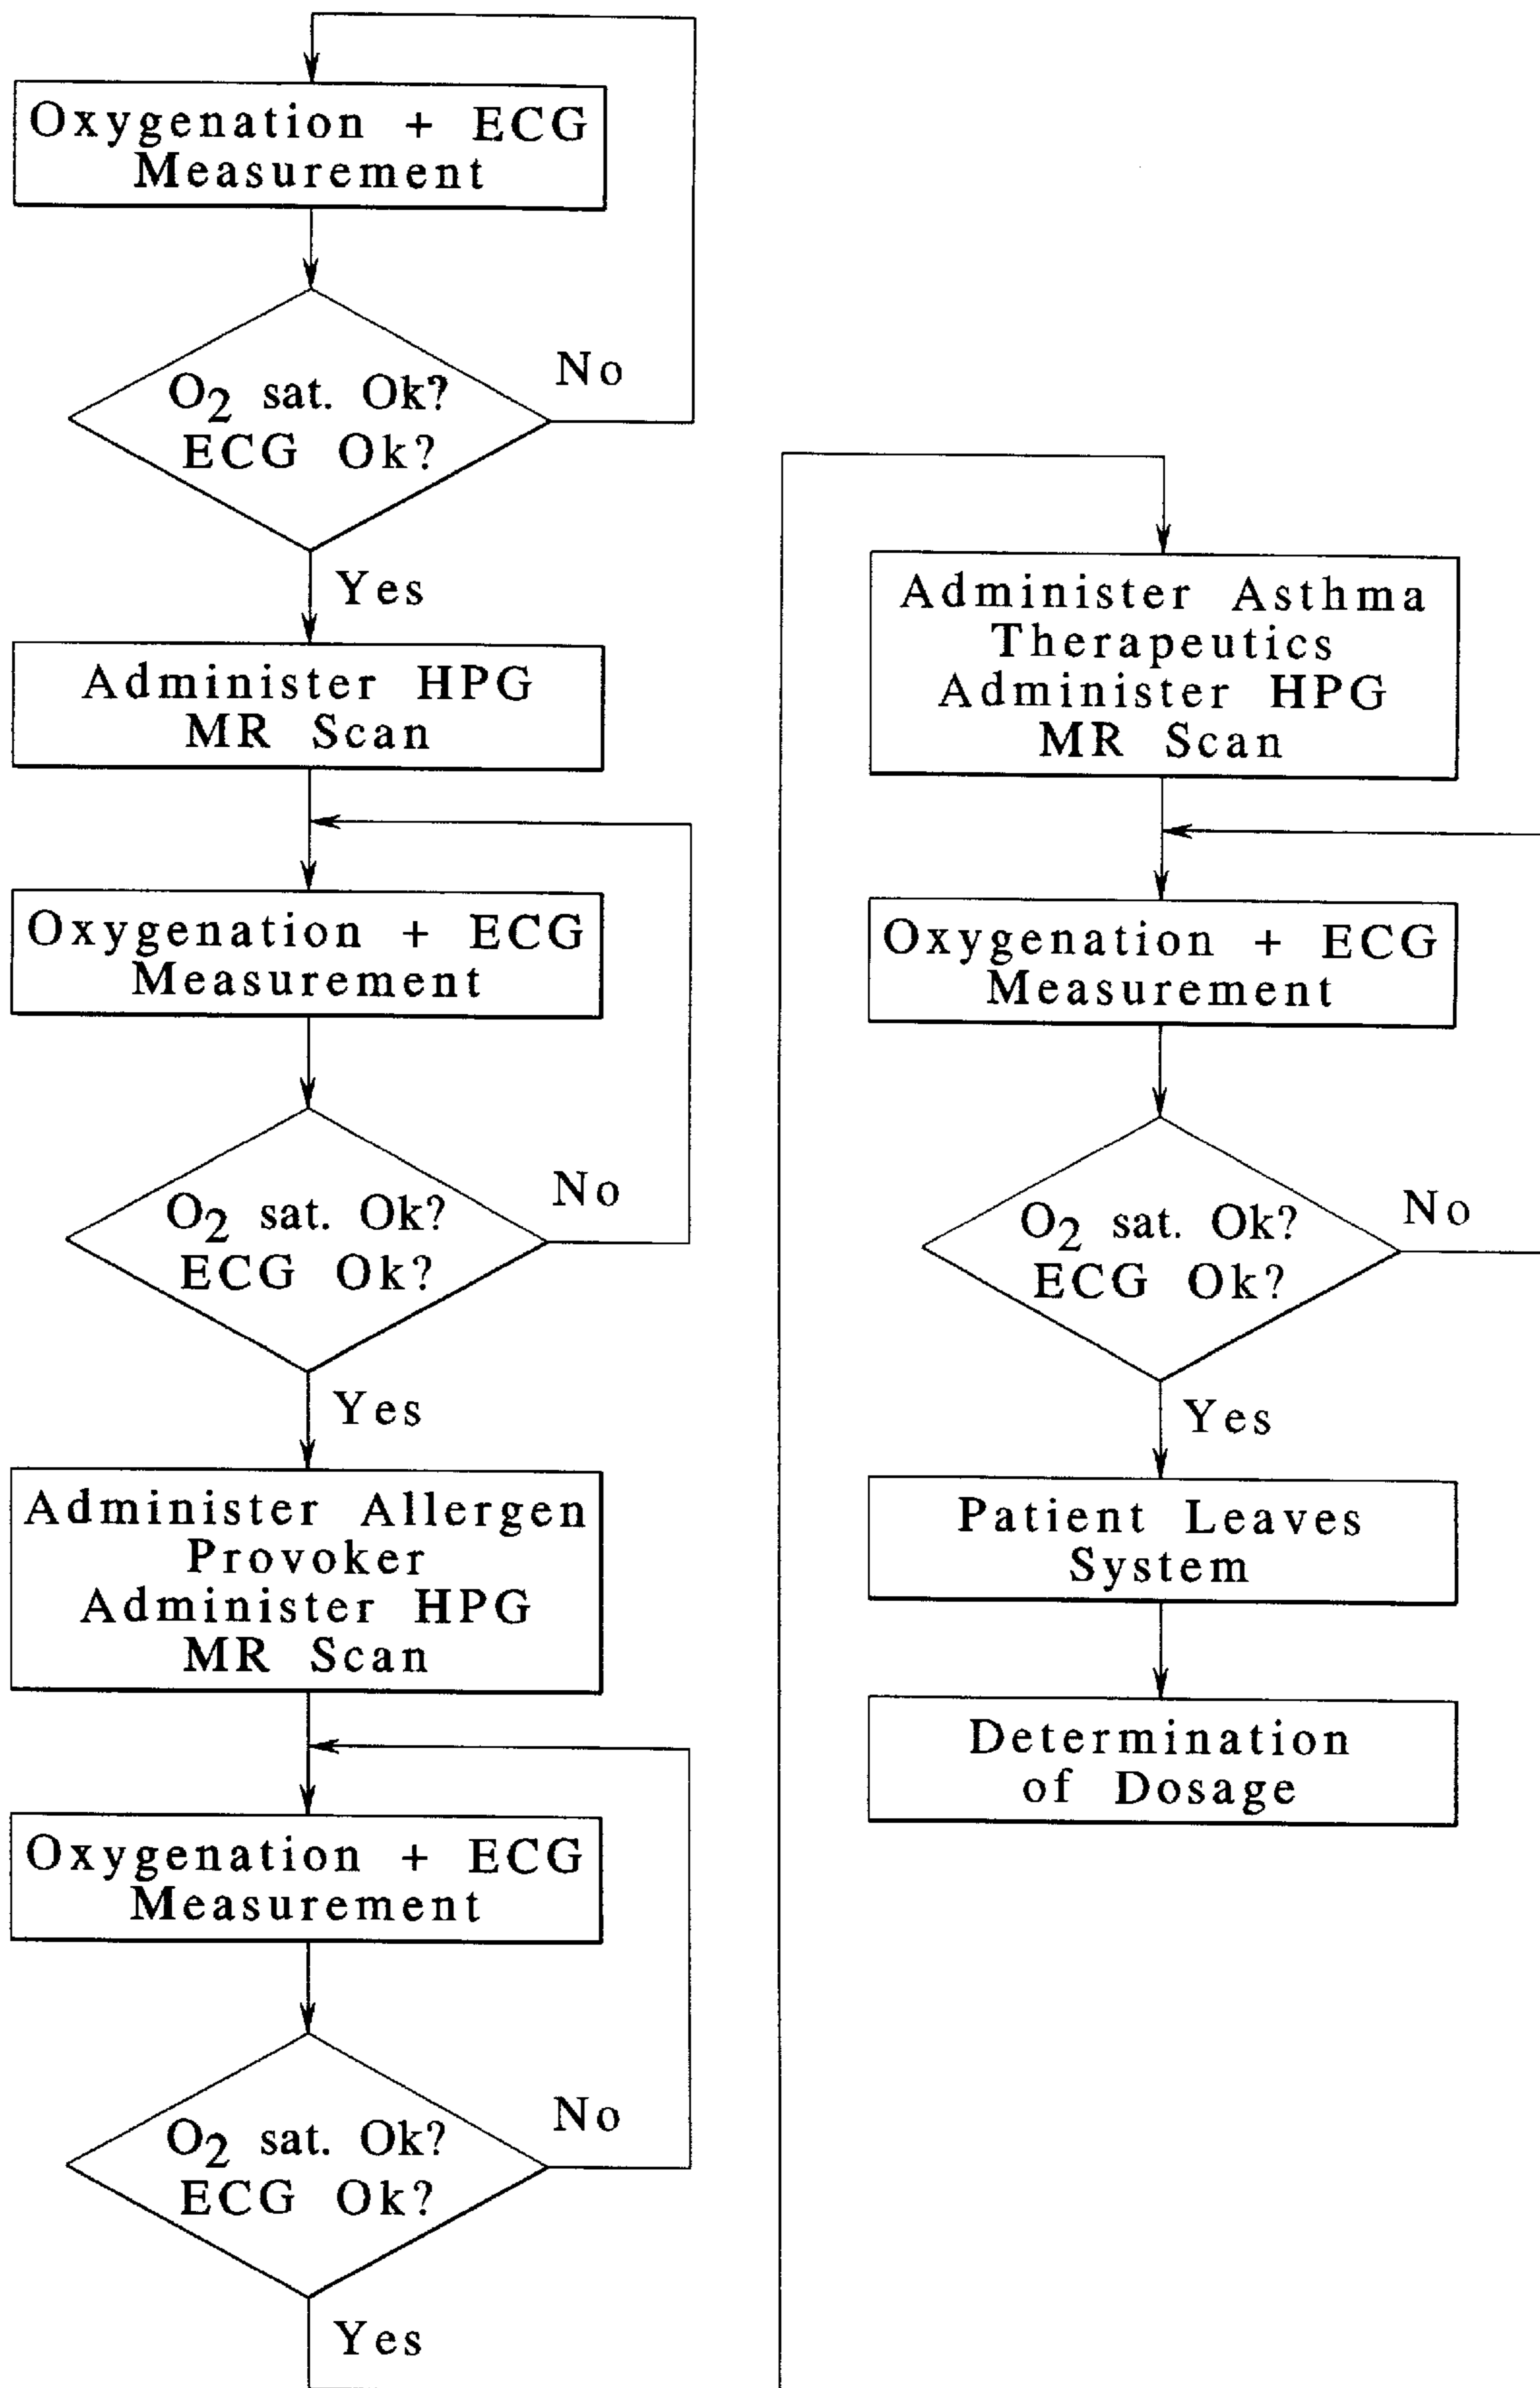 Oxygenation + ECG
Measurement
O2 sat. Ok?
ECG Ok?
No
Yes
Administer HPG
MR Scan
Oxygenation + ECG
Measurement
O2 sat. Ok?
ECG Ok?
No
Yes
Administer Allergen
Provoker
Administer HPG
MR Scan
Oxygenation + ECG
Measurement
O2 sat. Ok?
ECG Ok?
No
Yes
Administer Asthma
Therapeutics
Administer HPG
MR Scan
Oxygenation + ECG
Measurement
O2 sat. Ok?
ECG Ok?
No
Yes
Patient Leaves
System
Determination
of Dosage